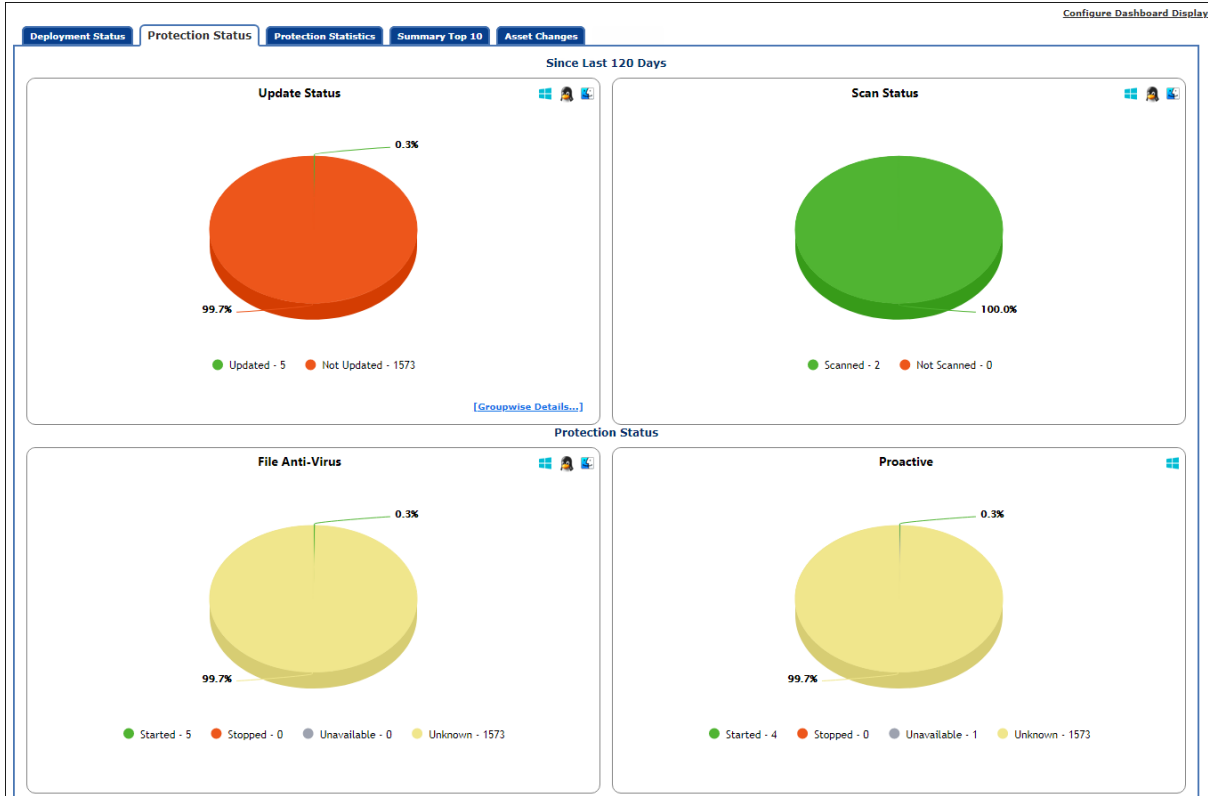 Configure Dashboard Display
Deployment Status Protection Status Protection Statistics Summary Top 10 Asset Changes
Since Last 120 Days
Update Status
0.3%
99.7%
Updated - 5 Not Updated - 1573
[Groupwise Details...]
Scan Status
100.0%
Scanned - 2 Not Scanned - 0
Protection Status
File Anti-Virus
0.3%
99.7%
Started - 5 Stopped - 0 Unavailable - 0 Unknown - 1573
Proactive
0.3%
99.7%
Started - 4 Stopped - 0 Unavailable - 1 Unknown - 1573